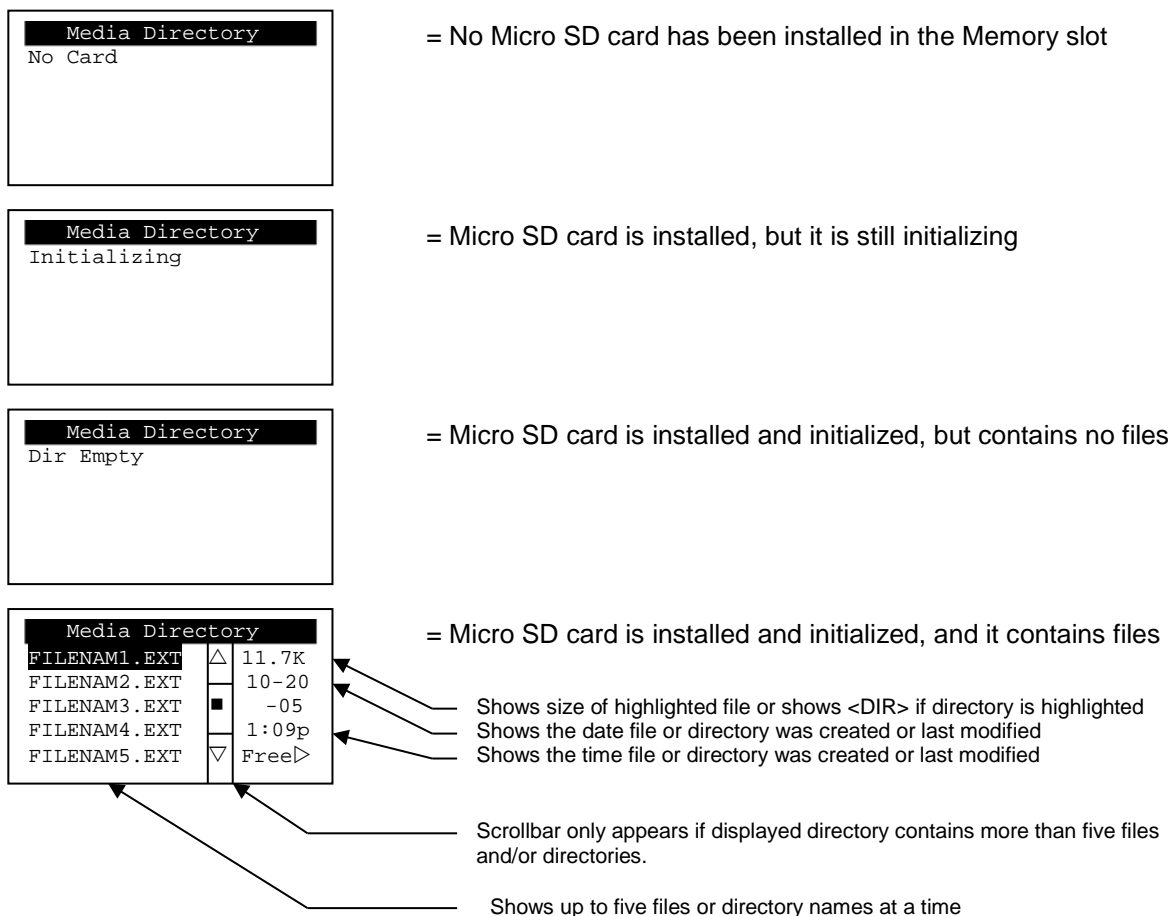 Media Directory
No Card
= No Micro SD card has been installed in the Memory slot
Media Directory
Initializing
= Micro SD card is installed, but it is still initializing
Media Directory
Dir Empty
= Micro SD card is installed and initialized, but contains no files
Media Directory
FILENAM1.EXT △ 11.7K
FILENAM2.EXT 10-20
FILENAM3.EXT ■ -05
FILENAM4.EXT 1:09p
FILENAM5.EXT ▽ Free▷
= Micro SD card is installed and initialized, and it contains files
Shows size of highlighted file or shows <DIR> if directory is highlighted
Shows the date file or directory was created or last modified
Shows the time file or directory was created or last modified
Scrollbar only appears if displayed directory contains more than five files
and/or directories.
Shows up to five files or directory names at a time